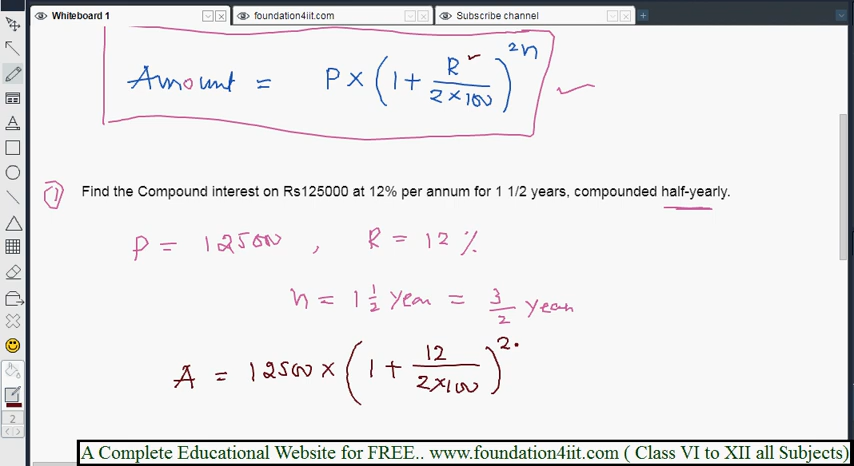 Whiteboard 1
foundation4iit.com
Subscribe channel
Amount = P × (1 + R / 2×100)^2n
① Find the Compound interest on Rs125000 at 12% per annum for 1 1/2 years, compounded half-yearly.
P = 125000 , R = 12 %
n = 1 1/2 year = 3/2 year
A = 12500 × (1 + 12 / 2×100)^2.
2
A Complete Educational Website for FREE.. www.foundation4iit.com ( Class VI to XII all Subjects)